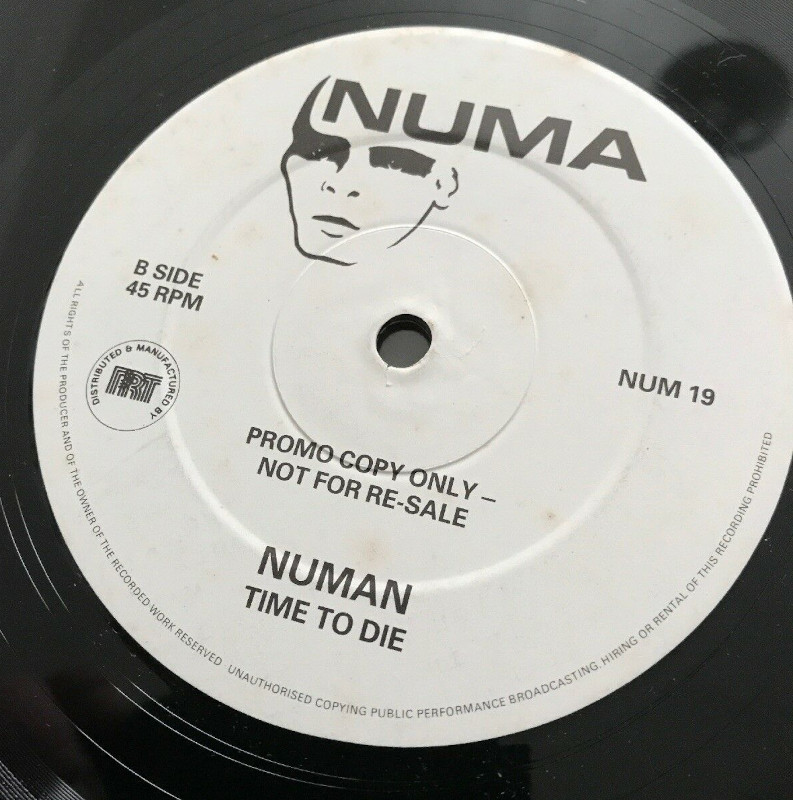 NUMA
B SIDE
45 RPM
DISTRIBUTED & MANUFACTURED BY
PRT
NUM 19
PROMO COPY ONLY –
NOT FOR RE-SALE
NUMAN
TIME TO DIE
ALL RIGHTS OF THE PRODUCER AND OF THE OWNER OF THE RECORDED WORK RESERVED UNAUTHORISED COPYING PUBLIC PERFORMANCE BROADCASTING, HIRING OR RENTAL OF THIS RECORDING PROHIBITED